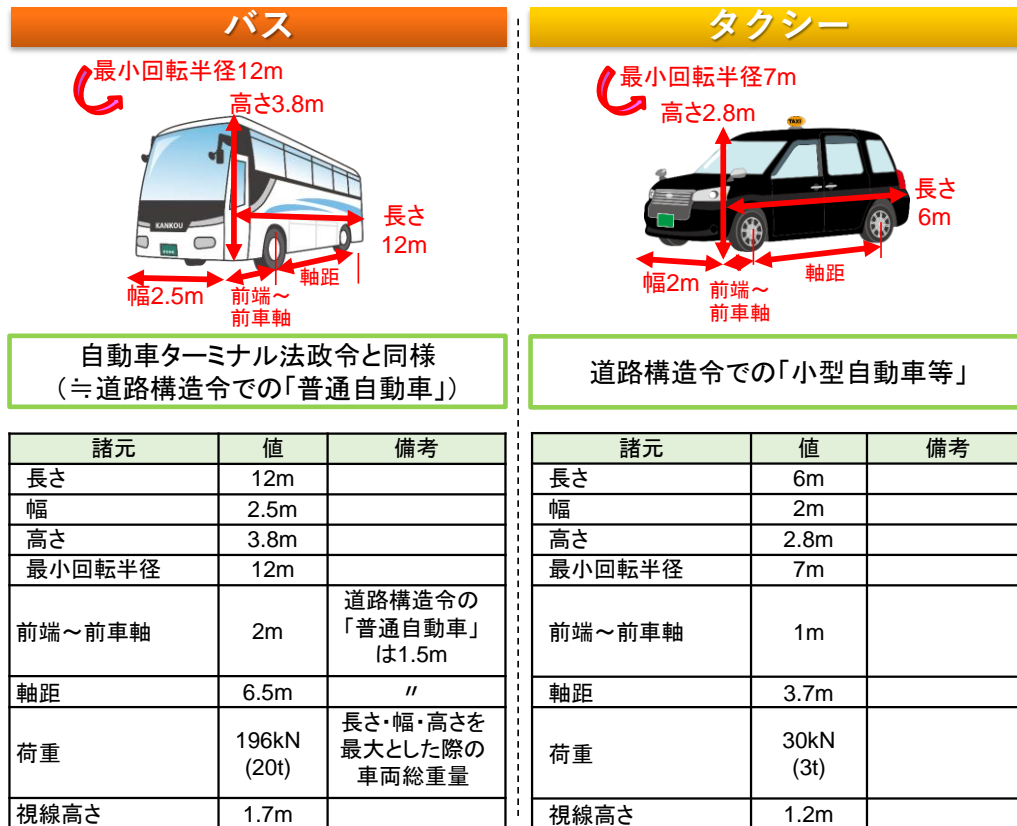 バス
最小回転半径12m
高さ3.8m
KANKOU
長さ
12m
幅2.5m
前端～
前車軸
軸距
自動車ターミナル法政令と同様
（≒道路構造令での「普通自動車」）
諸元 値 備考
長さ 12m
幅 2.5m
高さ 3.8m
最小回転半径 12m
前端～前車軸 2m 道路構造令の
「普通自動車」
は1.5m
軸距 6.5m 〃
荷重 196kN
(20t) 長さ・幅・高さを
最大とした際の
車両総重量
視線高さ 1.7m
タクシー
最小回転半径7m
高さ2.8m
TAXI
長さ
6m
幅2m
前端～
前車軸
軸距
道路構造令での「小型自動車等」
諸元 値 備考
長さ 6m
幅 2m
高さ 2.8m
最小回転半径 7m
前端～前車軸 1m
軸距 3.7m
荷重 30kN
(3t)
視線高さ 1.2m